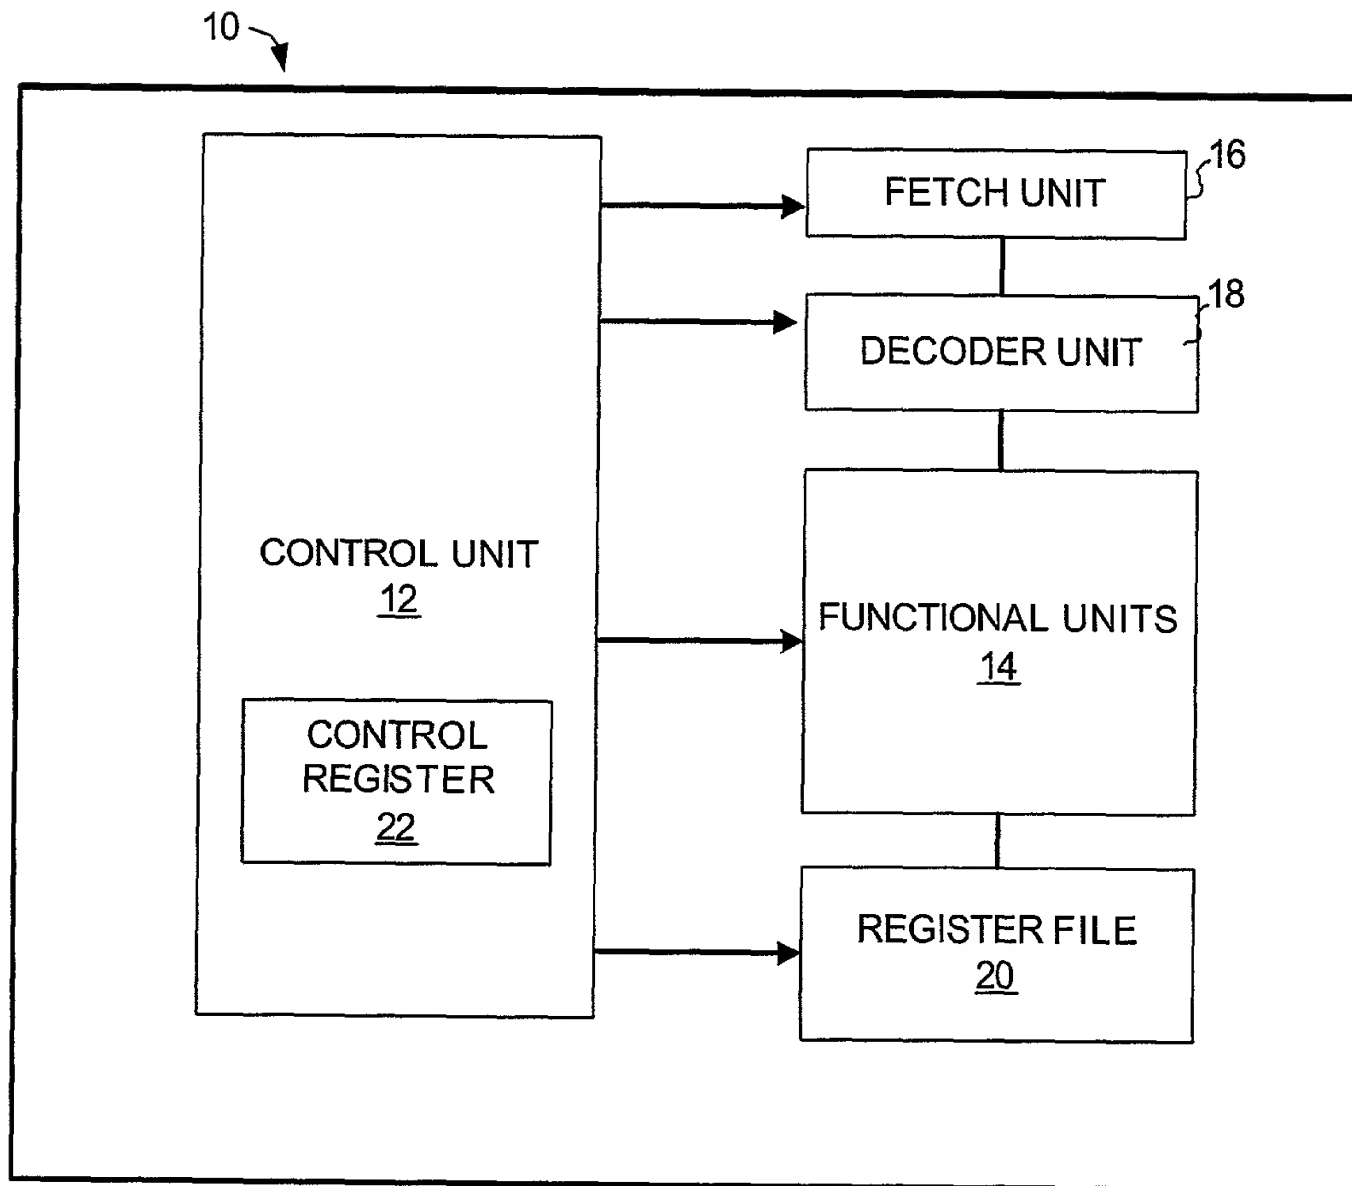 10
FETCH UNIT
16
DECODER UNIT
18
CONTROL UNIT
12
FUNCTIONAL UNITS
14
CONTROL
REGISTER
22
REGISTER FILE
20